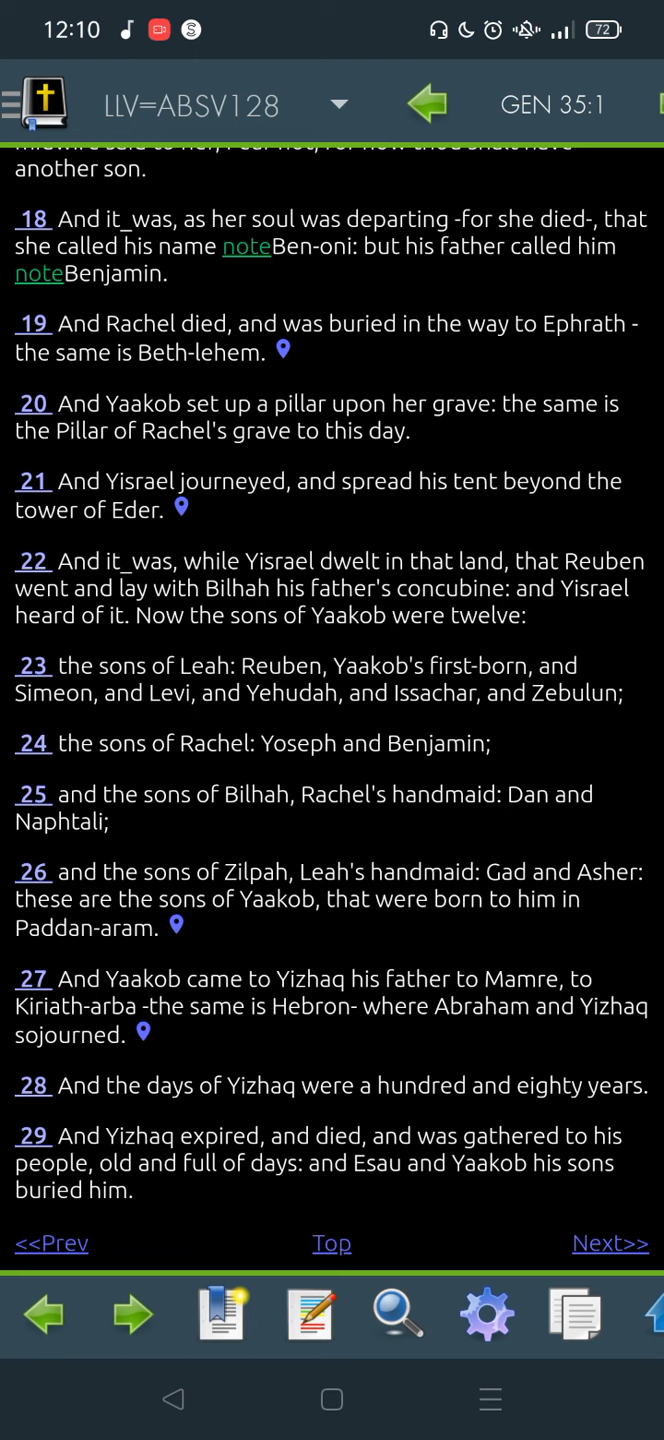 12:10
72
LLV=ABSV128
GEN 35:1
another son.
18 And it_was, as her soul was departing -for she died-, that
she called his name noteBen-oni: but his father called him
noteBenjamin.
19 And Rachel died, and was buried in the way to Ephrath -
the same is Beth-lehem.
20 And Yaakob set up a pillar upon her grave: the same is
the Pillar of Rachel's grave to this day.
21 And Yisrael journeyed, and spread his tent beyond the
tower of Eder.
22 And it_was, while Yisrael dwelt in that land, that Reuben
went and lay with Bilhah his father's concubine: and Yisrael
heard of it. Now the sons of Yaakob were twelve:
23 the sons of Leah: Reuben, Yaakob's first-born, and
Simeon, and Levi, and Yehudah, and Issachar, and Zebulun;
24 the sons of Rachel: Yoseph and Benjamin;
25 and the sons of Bilhah, Rachel's handmaid: Dan and
Naphtali;
26 and the sons of Zilpah, Leah's handmaid: Gad and Asher:
these are the sons of Yaakob, that were born to him in
Paddan-aram.
27 And Yaakob came to Yizhaq his father to Mamre, to
Kiriath-arba -the same is Hebron- where Abraham and Yizhaq
sojourned.
28 And the days of Yizhaq were a hundred and eighty years.
29 And Yizhaq expired, and died, and was gathered to his
people, old and full of days: and Esau and Yaakob his sons
buried him.
<<Prev Top Next>>